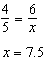 4/5 = 6/x
x = 7.5